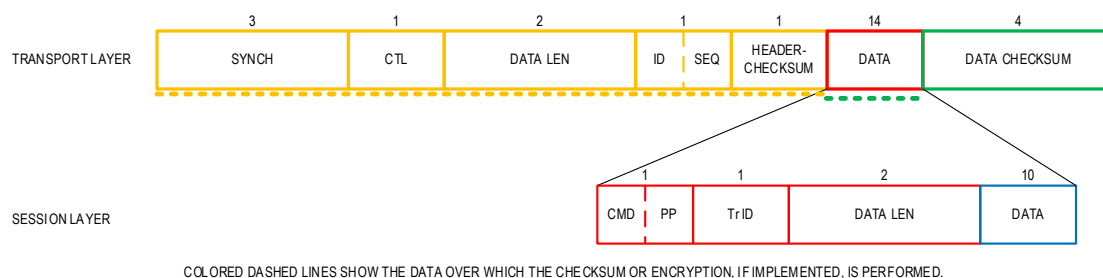 3 1 2 1 1 14 4
TRANSPORT LAYER SYNCH CTL DATA LEN ID SEQ HEADER-
CHECKSUM DATA DATA CHECKSUM
1 1 2 10
SESSION LAYER CMD PP Tr ID DATA LEN DATA
COLORED DASHED LINES SHOW THE DATA OVER WHICH THE CHECKSUM OR ENCRYPTION, IF IMPLEMENTED, IS PERFORMED.